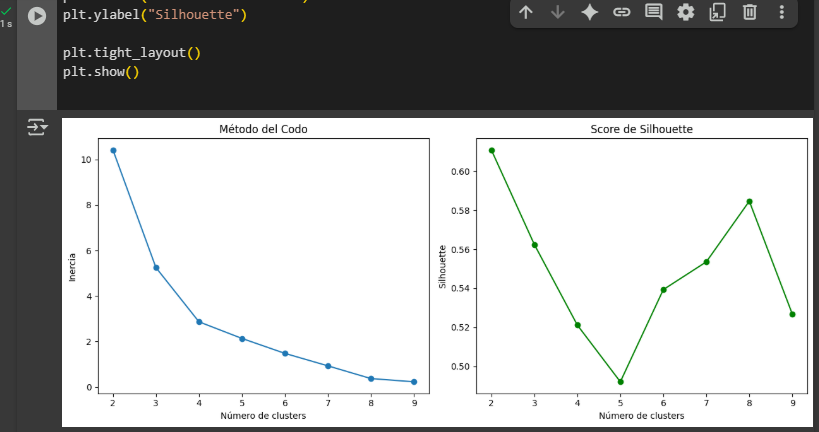 plt.ylabel("Silhouette")
plt.tight_layout()
plt.show()
1 s
Método del Codo
10
8
6
4
2
0
Inercia
2 3 4 5 6 7 8 9
Número de clusters
Score de Silhouette
0.60
0.58
0.56
0.54
0.52
0.50
Silhouette
2 3 4 5 6 7 8 9
Número de clusters